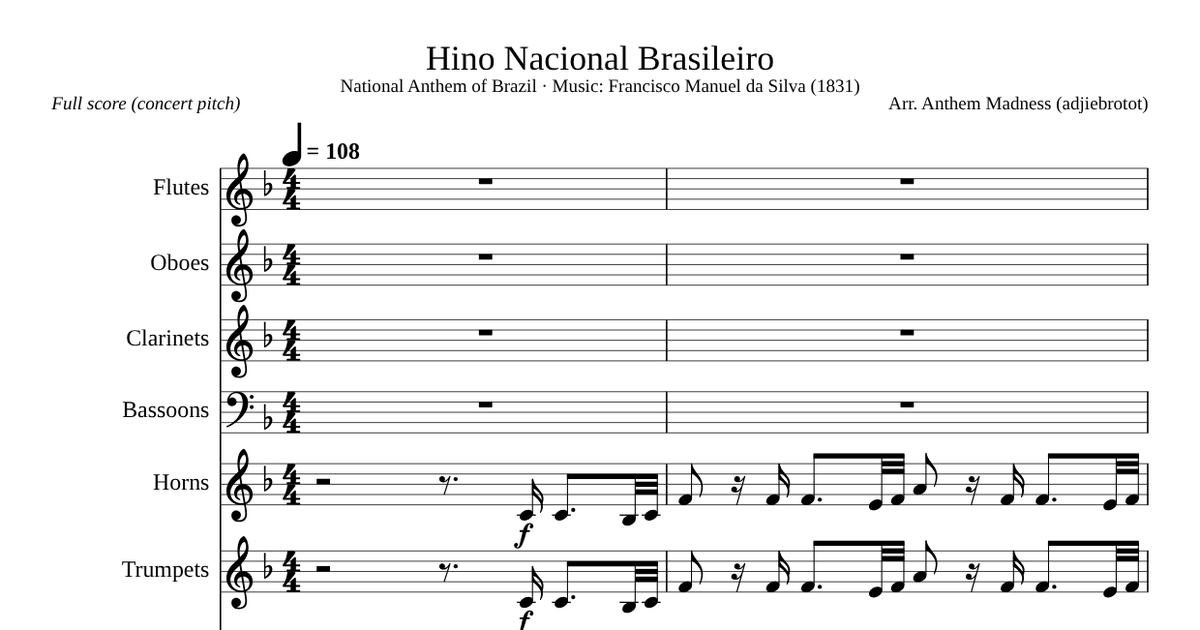 Hino Nacional Brasileiro
National Anthem of Brazil · Music: Francisco Manuel da Silva (1831)
Full score (concert pitch)
Arr. Anthem Madness (adjiebrotot)
= 108
Flutes
Oboes
Clarinets
Bassoons
Horns
f
Trumpets
f